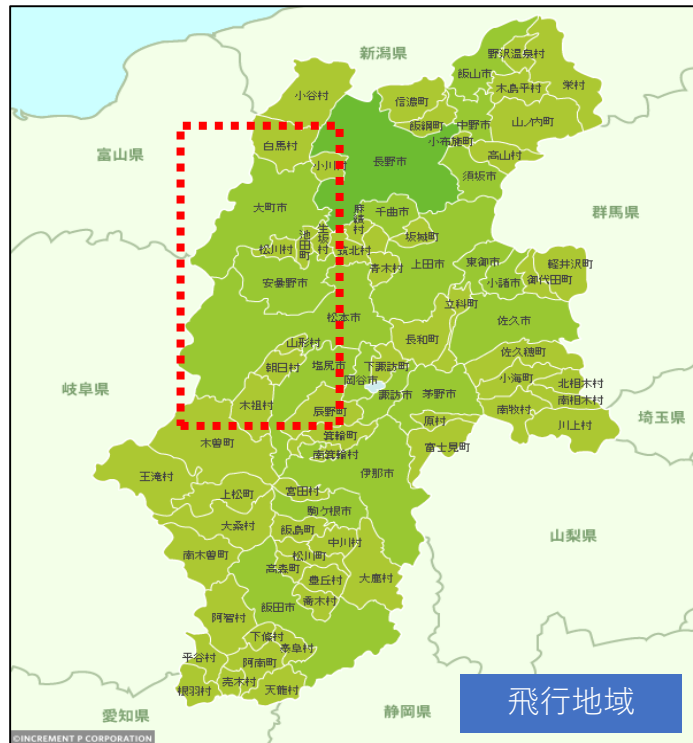 新潟県
野沢温泉村
飯山市
小谷村
木島平村
栄村
信濃町
飯綱町
中野市
山ノ内町
小布施町
白馬村
富山県
小川村
長野市
高山村
須坂市
大町市
麻績村
千曲市
群馬県
生坂村
池田町
松川村
筑北村
坂城町
青木村
上田市
東御市
軽井沢町
小諸市
御代田町
安曇野市
立科町
松本市
佐久市
長和町
山形村
佐久穂町
朝日村
塩尻市
下諏訪町
岡谷市
小海町
北相木村
岐阜県
諏訪市
茅野市
南相木村
木祖村
辰野町
原村
南牧村
川上村
埼玉県
木曽町
箕輪町
富士見町
南箕輪村
伊那市
王滝村
上松町
宮田村
駒ケ根市
大桑村
飯島町
中川村
山梨県
南木曽町
松川町
高森町
豊丘村
大鹿村
喬木村
飯田市
阿智村
下條村
泰阜村
平谷村
阿南町
売木村
根羽村
天龍村
愛知県
静岡県
飛行地域
©INCREMENT P CORPORATION